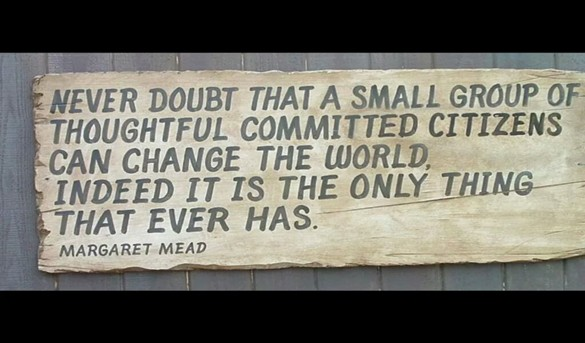 NEVER DOUBT THAT A SMALL GROUP OF
THOUGHTFUL COMMITTED CITIZENS
CAN CHANGE THE WORLD,
INDEED IT IS THE ONLY THING
THAT EVER HAS.
MARGARET MEAD